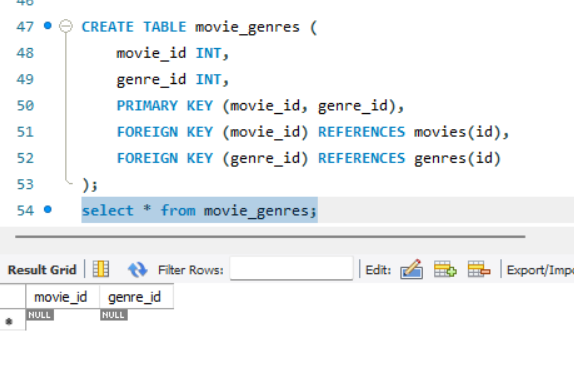 47 CREATE TABLE movie_genres (
48 movie_id INT,
49 genre_id INT,
50 PRIMARY KEY (movie_id, genre_id),
51 FOREIGN KEY (movie_id) REFERENCES movies(id),
52 FOREIGN KEY (genre_id) REFERENCES genres(id)
53 );
54 select * from movie_genres;
Result Grid Filter Rows: Edit: Export/Impo
movie_id genre_id
* NULL NULL